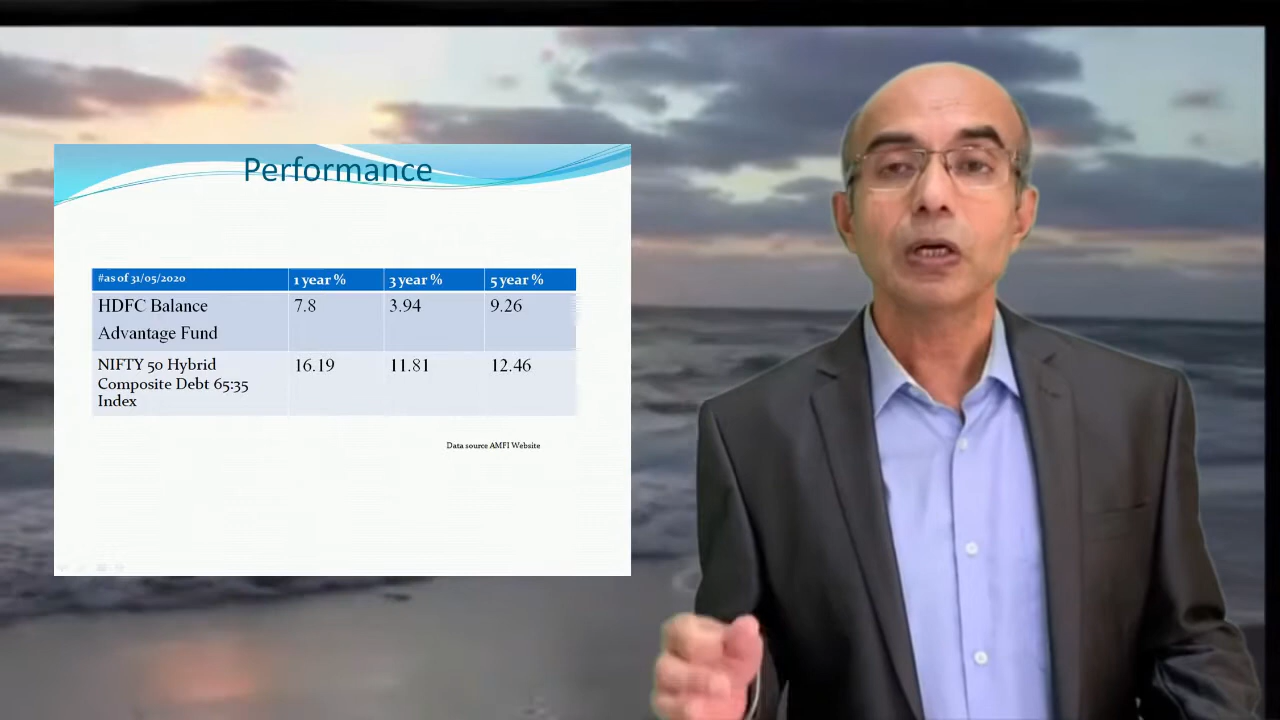 Performance
#as of 31/05/2020 1 year % 3 year % 5 year %
HDFC Balance 7.8 3.94 9.26
Advantage Fund
NIFTY 50 Hybrid 16.19 11.81 12.46
Composite Debt 65:35
Index
Data source AMFI Website